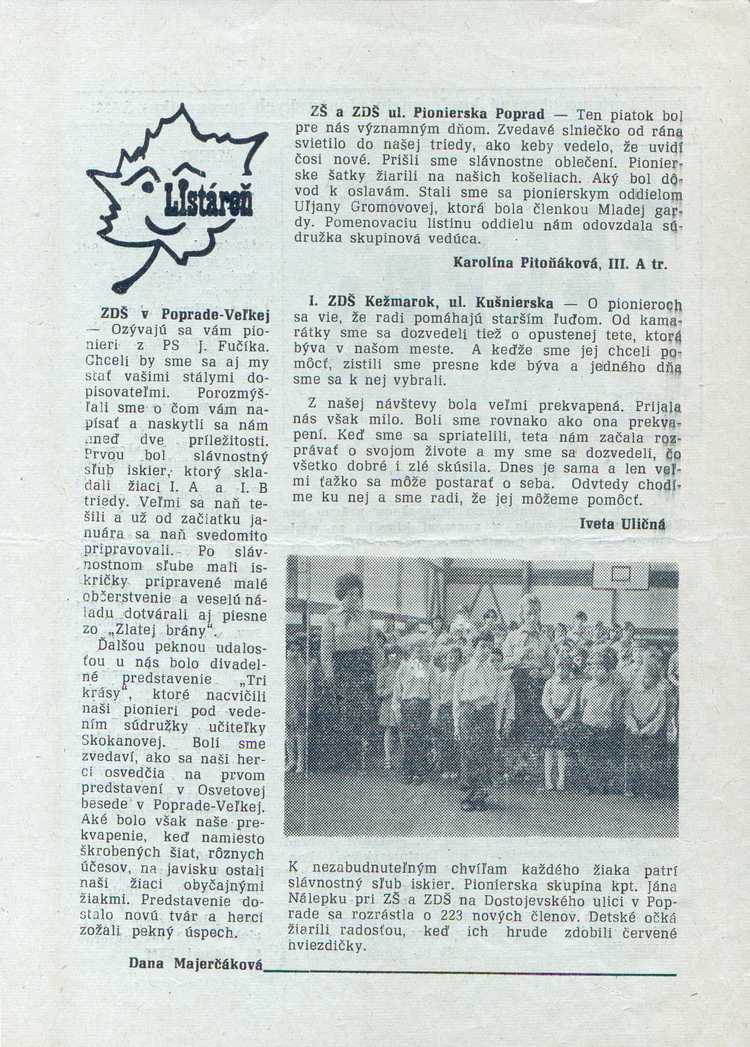 Listáreň
ZDŠ v Poprade-Veľkej
— Ozývajú sa vám pio-
nieri z PS J. Fučíka.
Chceli by sme sa aj my
stať vašimi stálymi do-
pisovateľmi. Porozmýš-
ľali sme o čom vám na-
písať a naskytli sa nám
aneď dve príležitosti.
Prvou bol slávnostný
sľub iskier, ktorý skla-
dali žiaci I. A a I. B
triedy. Veľmi sa naň te-
šili a už od začiatku ja-
nuára sa naň svedomito
pripravovali. Po sláv-
nostnom sľube mali is-
kričky pripravené malé
občerstvenie a veselú ná-
ladu dotvárali aj piesne
zo „Zlatej brány“.
Ďalšou peknou udalos-
ťou u nás bolo divadel-
né predstavenie „Tri
krásy“, ktoré nacvičili
naši pionieri pod vede-
ním súdružky učiteľky
Skokanovej. Boli sme
zvedaví, ako sa naši her-
ci osvedčia na prvom
predstavení v Osvetovej
besede v Poprade-Veľkej.
Aké bolo však naše pre-
kvapenie, keď namiesto
škrobených šiat, rôznych
účesov, na javisku ostali
naši žiaci obyčajnými
žiakmi. Predstavenie do-
stalo novú tvár a herci
zožali pekný úspech.
Dana Majerčáková
ZŠ a ZDŠ ul. Pionierska Poprad — Ten piatok bol
pre nás významným dňom. Zvedavé slniečko od rána
svietilo do našej triedy, ako keby vedelo, že uvidí
čosi nové. Prišli sme slávnostne oblečení. Pionier-
ske šatky žiarili na našich košeliach. Aký bol dô-
vod k oslavám. Stali sme sa pionierskym oddielom
Uľjany Gromovovej, ktorá bola členkou Mladej gar-
dy. Pomenovaciu listinu oddielu nám odovzdala sú-
družka skupinová vedúca.
Karolína Pitoňáková, III. A tr.
I. ZDŠ Kežmarok, ul. Kušnierska — O pionieroch
sa vie, že radi pomáhajú starším ľuďom. Od kama-
rátky sme sa dozvedeli tiež o opustenej tete, ktorá
býva v našom meste. A keďže sme jej chceli po-
môcť, zistili sme presne kde býva a jedného dňa
sme sa k nej vybrali.
Z našej návštevy bola veľmi prekvapená. Prijala
nás však milo. Boli sme rovnako ako ona prekva-
pení. Keď sme sa spriatelili, teta nám začala roz-
právať o svojom živote a my sme sa dozvedeli, čo
všetko dobré i zlé skúsila. Dnes je sama a len veľ-
mi ťažko sa môže postarať o seba. Odvtedy chodí-
me ku nej a sme radi, že jej môžeme pomôcť.
Iveta Uličná
K nezabudnuteľným chvíľam každého žiaka patrí
slávnostný sľub iskier. Pionierska skupina kpt. Jána
Nálepku pri ZŠ a ZDŠ na Dostojevského ulici v Pop-
rade sa rozrástla o 223 nových členov. Detské očká
žiarili radosťou, keď ich hrude zdobili červené
hviezdičky.